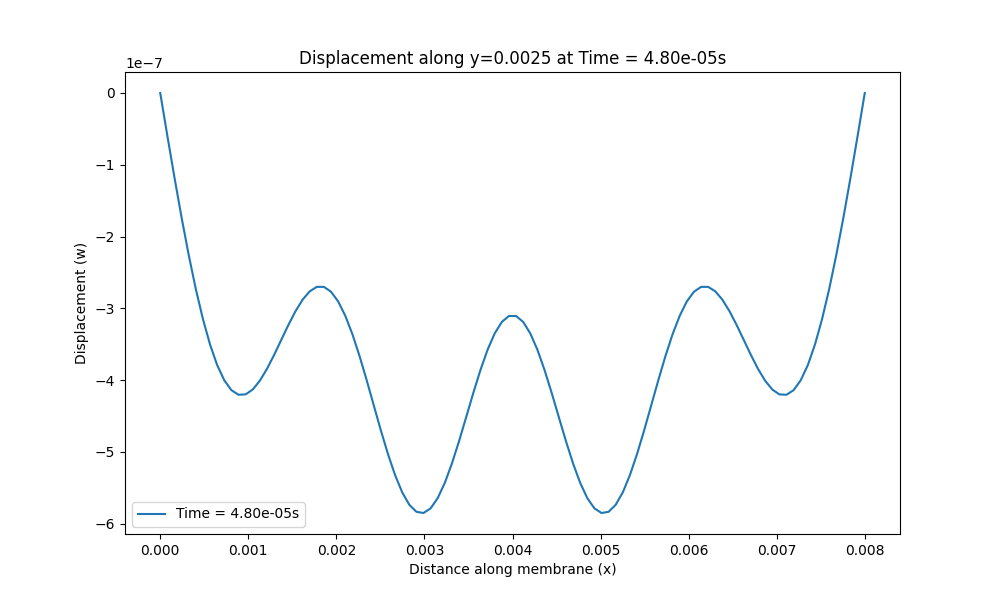 Displacement along y=0.0025 at Time = 4.80e-05s
1e−7
0
−1
−2
−3
−4
−5
−6
Displacement (w)
Time = 4.80e-05s
0.000 0.001 0.002 0.003 0.004 0.005 0.006 0.007 0.008
Distance along membrane (x)